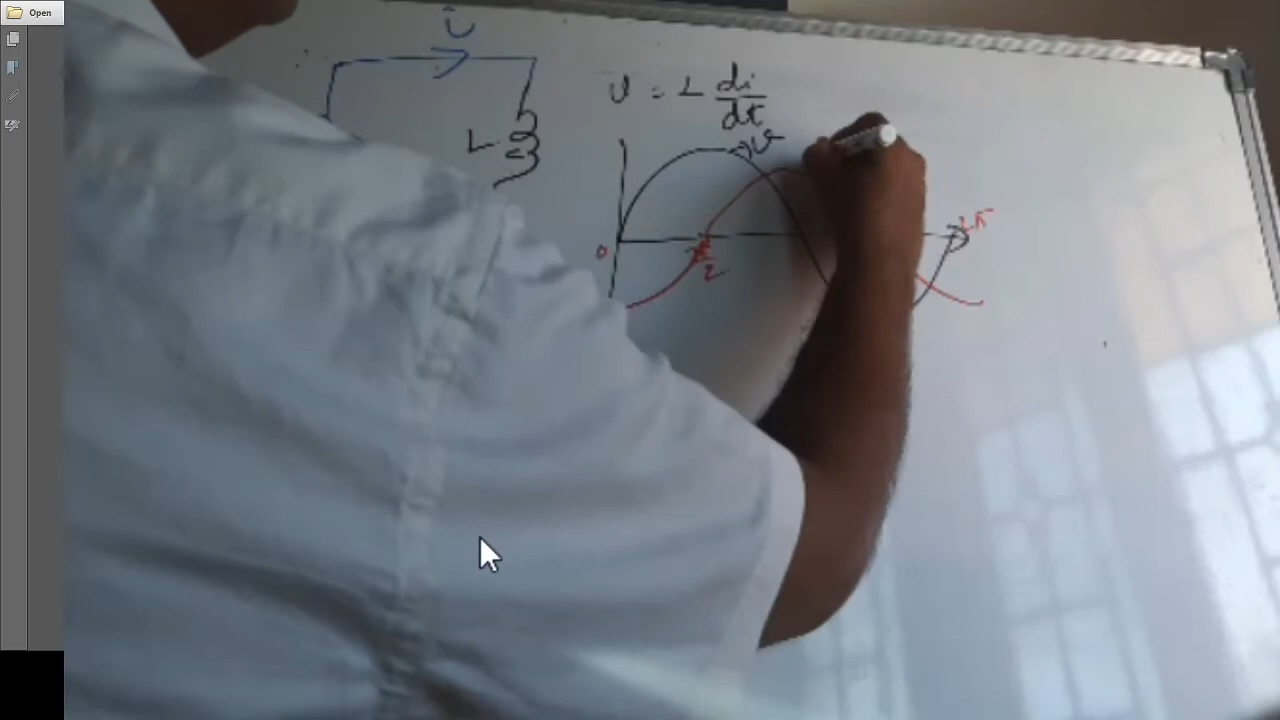 Open
i
v = L di/dt
L
v
0
π/2
2π